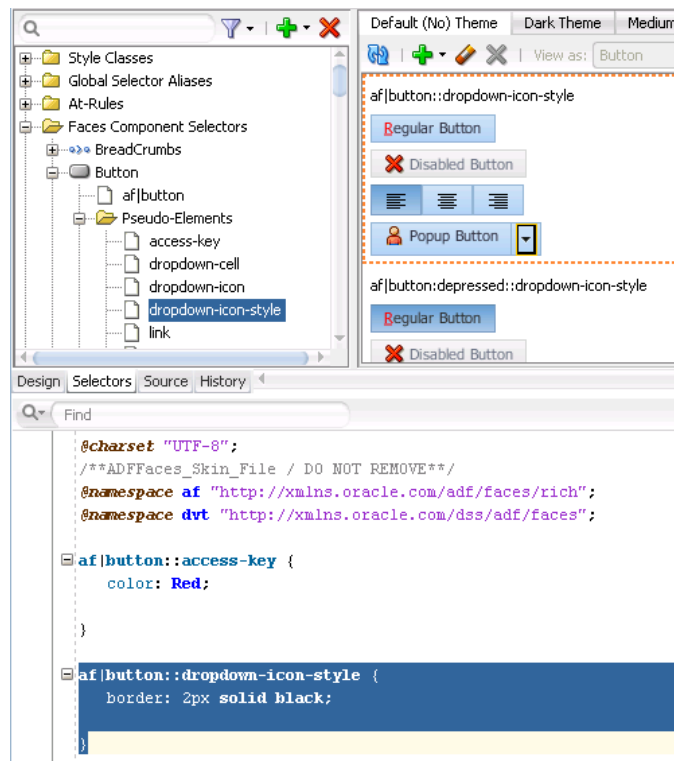 Style Classes
Global Selector Aliases
At-Rules
Faces Component Selectors
BreadCrumbs
Button
af|button
Pseudo-Elements
access-key
dropdown-cell
dropdown-icon
dropdown-icon-style
link
Default (No) Theme
Dark Theme
Medium
View as: Button
af|button::dropdown-icon-style
Regular Button
Disabled Button
Popup Button
af|button:depressed::dropdown-icon-style
Regular Button
Disabled Button
Design Selectors Source History
Find
@charset "UTF-8";
/**ADFFaces_Skin_File / DO NOT REMOVE**/
@namespace af "http://xmlns.oracle.com/adf/faces/rich";
@namespace dvt "http://xmlns.oracle.com/dss/adf/faces";
af|button::access-key {
color: Red;
}
af|button::dropdown-icon-style {
border: 2px solid black;
}